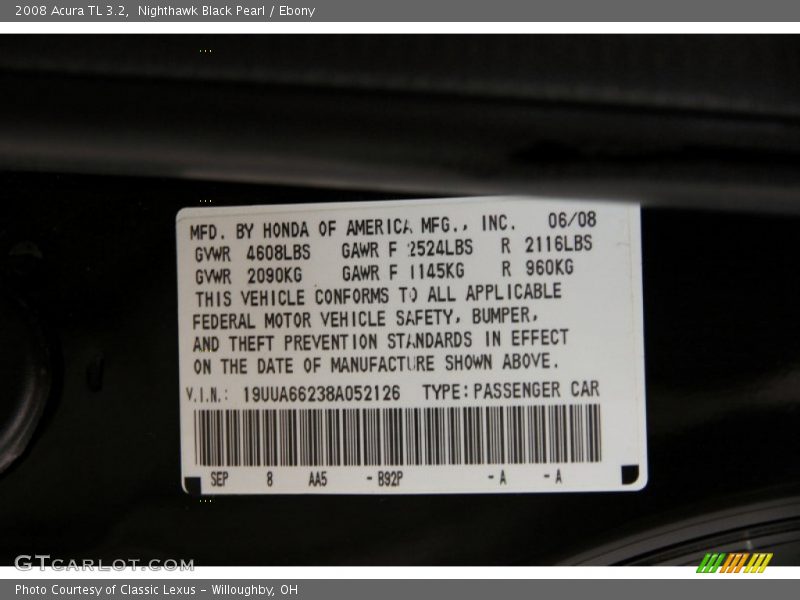 2008 Acura TL 3.2,  Nighthawk Black Pearl / Ebony
MFD. BY HONDA OF AMERICA MFG., INC. 06/08
GVWR 4608LBS GAWR F 2524LBS R 2116LBS
GVWR 2090KG GAWR F 1145KG R 960KG
THIS VEHICLE CONFORMS TO ALL APPLICABLE
FEDERAL MOTOR VEHICLE SAFETY, BUMPER,
AND THEFT PREVENTION STANDARDS IN EFFECT
ON THE DATE OF MANUFACTURE SHOWN ABOVE.
V.I.N.: 19UUA66238A052126 TYPE: PASSENGER CAR
SEP 8 AA5 - B92P - A - A
GTCARLOT.COM
Photo Courtesy of Classic Lexus - Willoughby, OH